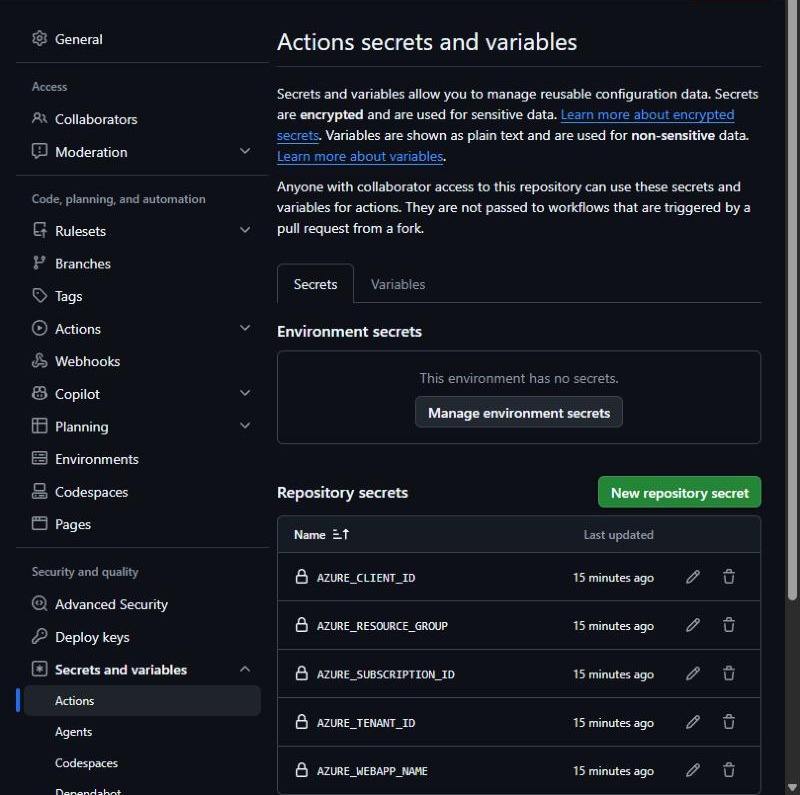 General
Access
Collaborators
Moderation
Code, planning, and automation
Rulesets
Branches
Tags
Actions
Webhooks
Copilot
Planning
Environments
Codespaces
Pages
Security and quality
Advanced Security
Deploy keys
Secrets and variables
Actions
Agents
Codespaces
Dependabot
Actions secrets and variables
Secrets and variables allow you to manage reusable configuration data. Secrets
are encrypted and are used for sensitive data. Learn more about encrypted
secrets. Variables are shown as plain text and are used for non-sensitive data.
Learn more about variables.
Anyone with collaborator access to this repository can use these secrets and
variables for actions. They are not passed to workflows that are triggered by a
pull request from a fork.
Secrets Variables
Environment secrets
This environment has no secrets.
Manage environment secrets
Repository secrets New repository secret
Name Last updated
AZURE_CLIENT_ID 15 minutes ago
AZURE_RESOURCE_GROUP 15 minutes ago
AZURE_SUBSCRIPTION_ID 15 minutes ago
AZURE_TENANT_ID 15 minutes ago
AZURE_WEBAPP_NAME 15 minutes ago